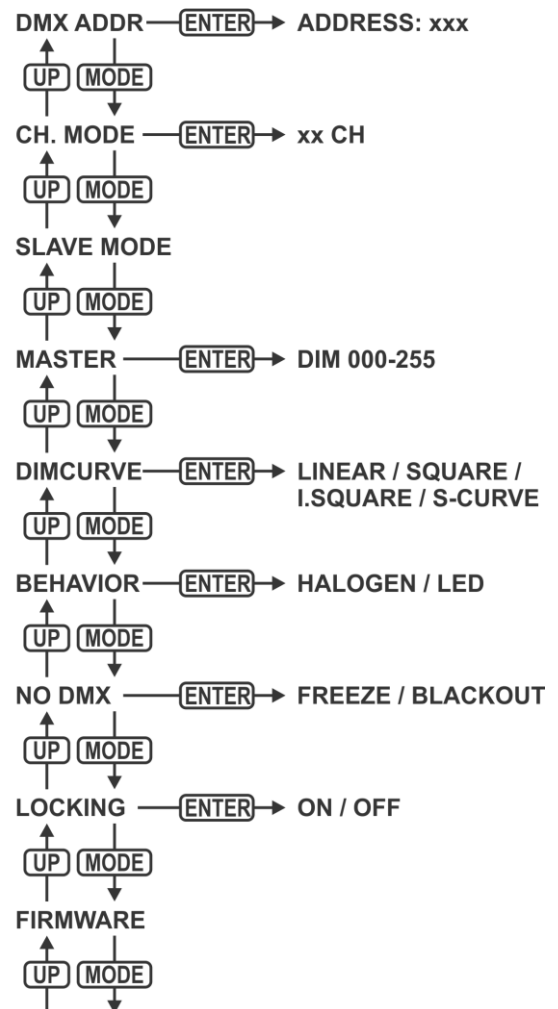 DMX ADDR ENTER ADDRESS: xxx
UP MODE
CH. MODE ENTER xx CH
UP MODE
SLAVE MODE
UP MODE
MASTER ENTER DIM 000-255
UP MODE
DIMCURVE ENTER LINEAR / SQUARE /
I.SQUARE / S-CURVE
UP MODE
BEHAVIOR ENTER HALOGEN / LED
UP MODE
NO DMX ENTER FREEZE / BLACKOUT
UP MODE
LOCKING ENTER ON / OFF
UP MODE
FIRMWARE
UP MODE